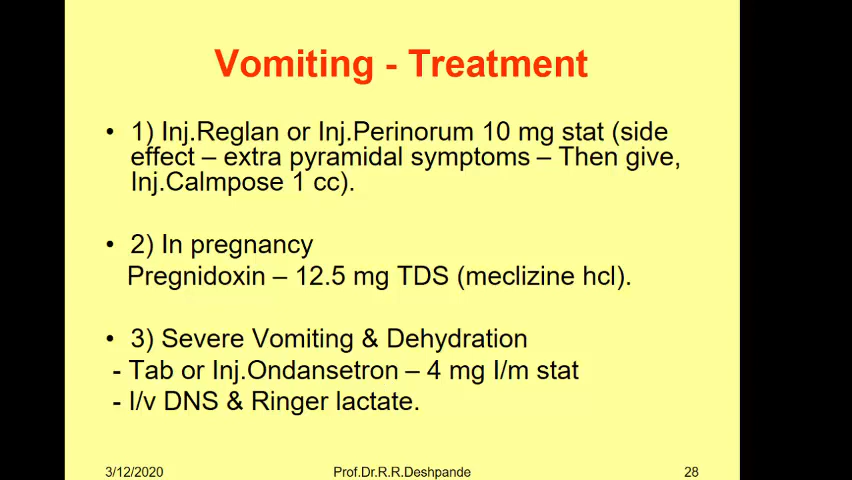 Vomiting - Treatment
• 1) Inj.Reglan or Inj.Perinorum 10 mg stat (side
effect – extra pyramidal symptoms – Then give,
Inj.Calmpose 1 cc).
• 2) In pregnancy
Pregnidoxin – 12.5 mg TDS (meclizine hcl).
• 3) Severe Vomiting & Dehydration
- Tab or Inj.Ondansetron – 4 mg I/m stat
- I/v DNS & Ringer lactate.
3/12/2020 Prof.Dr.R.R.Deshpande 28